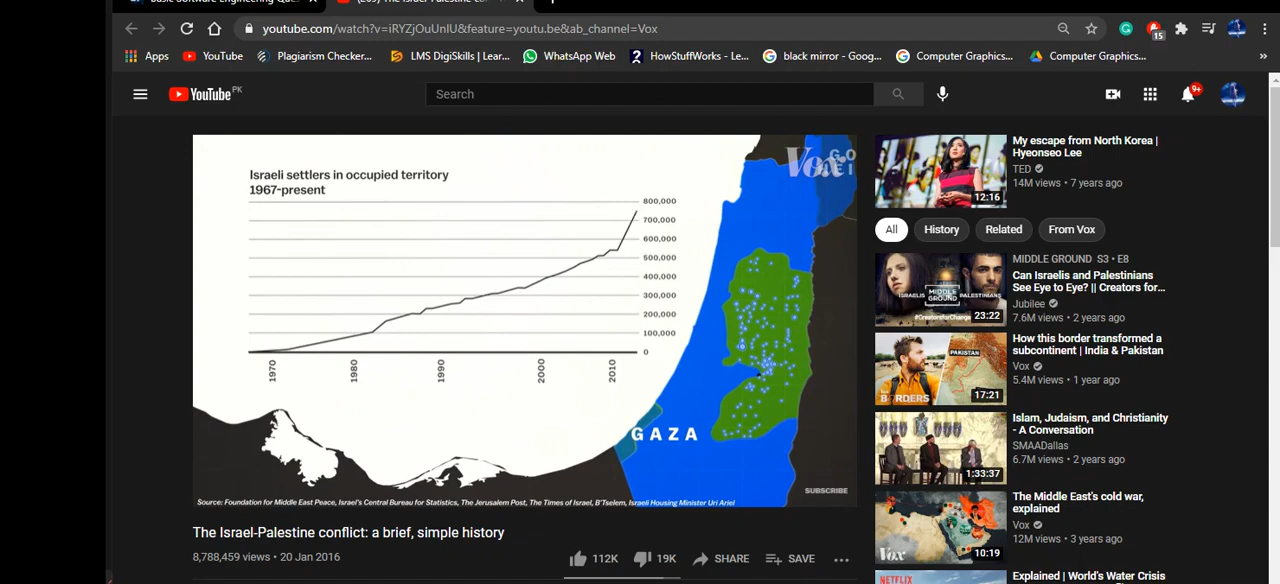 youtube.com/watch?v=iRYZjOuUnIU&feature=youtu.be&ab_channel=Vox
15
Apps
YouTube
Plagiarism Checker...
LMS DigiSkills | Lear...
WhatsApp Web
HowStuffWorks - Le...
black mirror - Goog...
Computer Graphics...
Computer Graphics...
YouTube PK
Search
9+
Israeli settlers in occupied territory
1967-present
800,000
700,000
600,000
500,000
400,000
300,000
200,000
100,000
0
1970
1980
1990
2000
2010
Vox
GAZA
SUBSCRIBE
Source: Foundation for Middle East Peace, Israel's Central Bureau for Statistics, The Jerusalem Post, The Times of Israel, B'Tselem, Israeli Housing Minister Uri Ariel
The Israel-Palestine conflict: a brief, simple history
8,788,459 views • 20 Jan 2016
112K
19K
SHARE
SAVE
12:16
My escape from North Korea |
Hyeonseo Lee
TED
14M views • 7 years ago
All
History
Related
From Vox
ISRAELIS
MIDDLE
GROUND
PALESTINIANS
#CreatorsforChange
23:22
MIDDLE GROUND S3 • E8
Can Israelis and Palestinians
See Eye to Eye? || Creators for...
Jubilee
7.6M views • 2 years ago
PAKISTAN
BORDERS
17:21
How this border transformed a
subcontinent | India & Pakistan
Vox
5.4M views • 1 year ago
1:33:37
Islam, Judaism, and Christianity
- A Conversation
SMAADallas
6.7M views • 2 years ago
Vox
10:19
The Middle East's cold war,
explained
Vox
12M views • 3 years ago
NETFLIX
Explained | World's Water Crisis